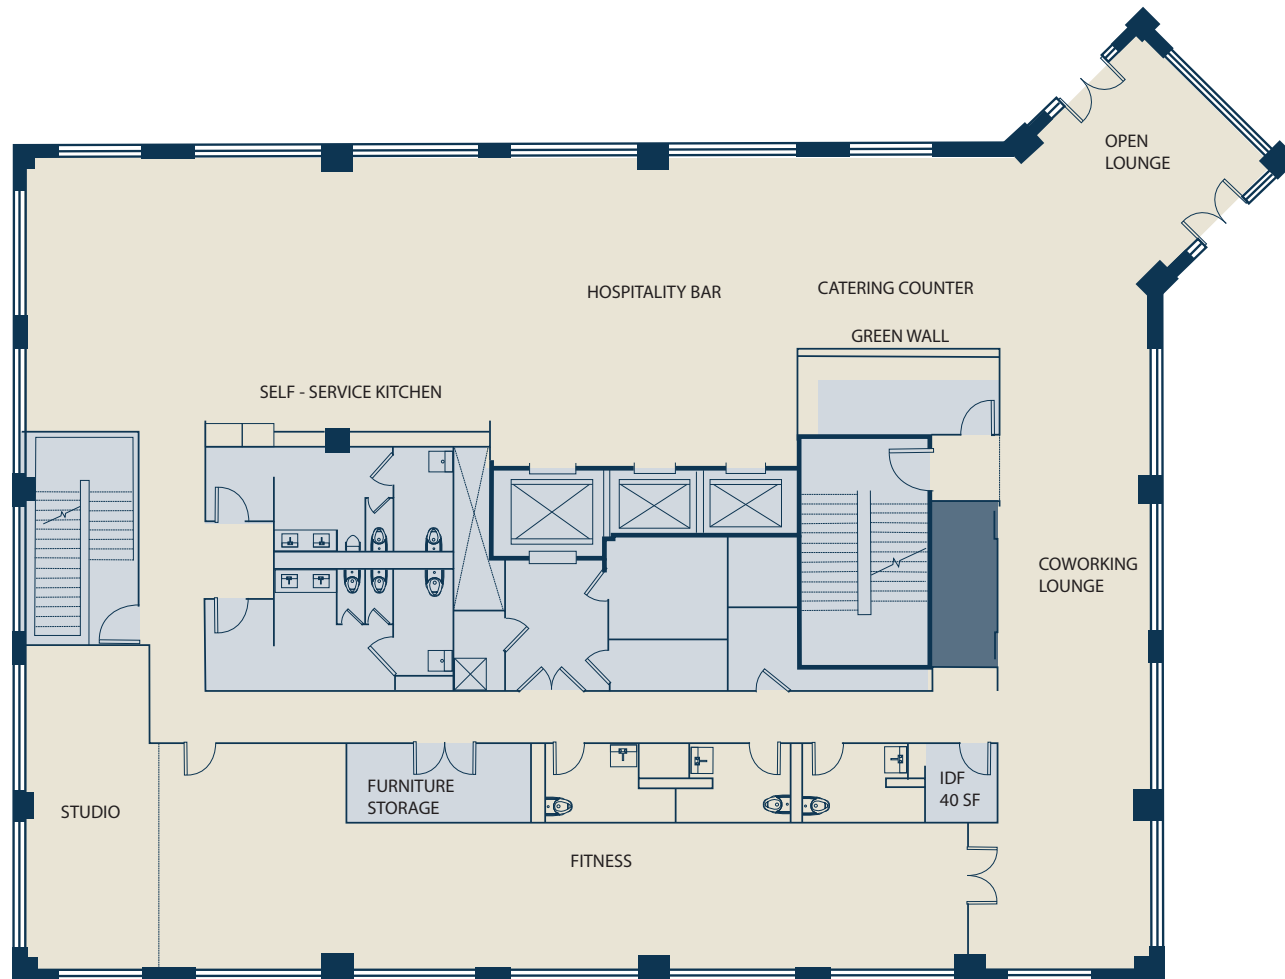 OPEN
LOUNGE
HOSPITALITY BAR
CATERING COUNTER
GREEN WALL
SELF - SERVICE KITCHEN
COWORKING
LOUNGE
FURNITURE
STORAGE
IDF
40 SF
STUDIO
FITNESS